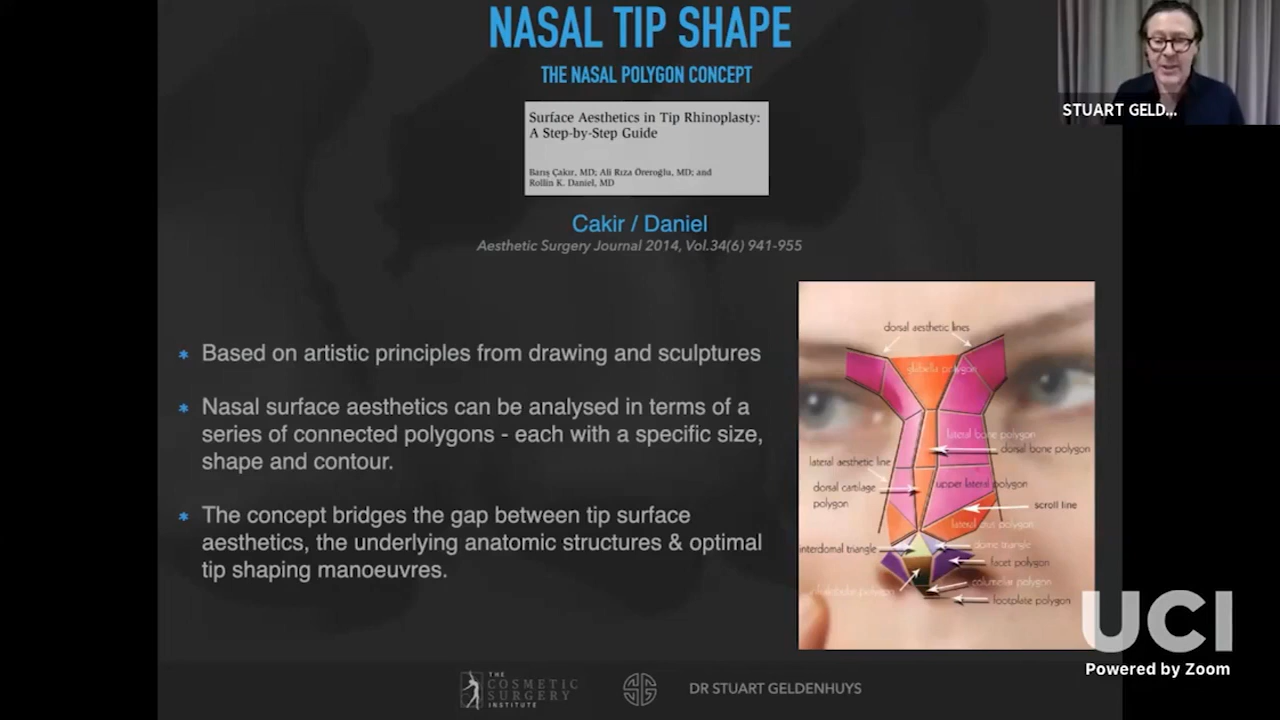 NASAL TIP SHAPE
THE NASAL POLYGON CONCEPT
Surface Aesthetics in Tip Rhinoplasty:
A Step-by-Step Guide
Barış Çakır, MD; Ali Rıza Öreroğlu, MD; and
Rollin K. Daniel, MD
Cakir / Daniel
Aesthetic Surgery Journal 2014, Vol.34(6) 941-955
* Based on artistic principles from drawing and sculptures
* Nasal surface aesthetics can be analysed in terms of a
series of connected polygons - each with a specific size,
shape and contour.
* The concept bridges the gap between tip surface
aesthetics, the underlying anatomic structures & optimal
tip shaping manoeuvres.
dorsal aesthetic lines
glabella polygon
lateral bone polygon
dorsal bone polygon
lateral aesthetic line
upper lateral polygon
dorsal cartilage
polygon
scroll line
lateral crus polygon
dome triangle
interdomal triangle
facet polygon
columellar polygon
footplate polygon
STUART GELD...
UCI
Powered by Zoom
THE
COSMETIC
SURGERY
INSTITUTE
DR STUART GELDENHUYS